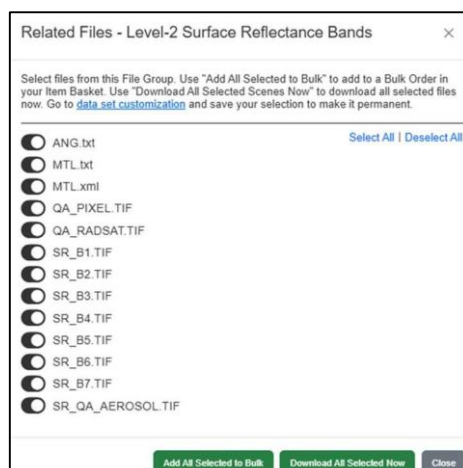 Related Files - Level-2 Surface Reflectance Bands ×
Select files from this File Group. Use "Add All Selected to Bulk" to add to a Bulk Order in
your Item Basket. Use "Download All Selected Scenes Now" to download all selected files
now. Go to data set customization and save your selection to make it permanent.
Select All | Deselect All
ANG.txt
MTL.txt
MTL.xml
QA_PIXEL.TIF
QA_RADSAT.TIF
SR_B1.TIF
SR_B2.TIF
SR_B3.TIF
SR_B4.TIF
SR_B5.TIF
SR_B6.TIF
SR_B7.TIF
SR_QA_AEROSOL.TIF
Add All Selected to Bulk Download All Selected Now Close